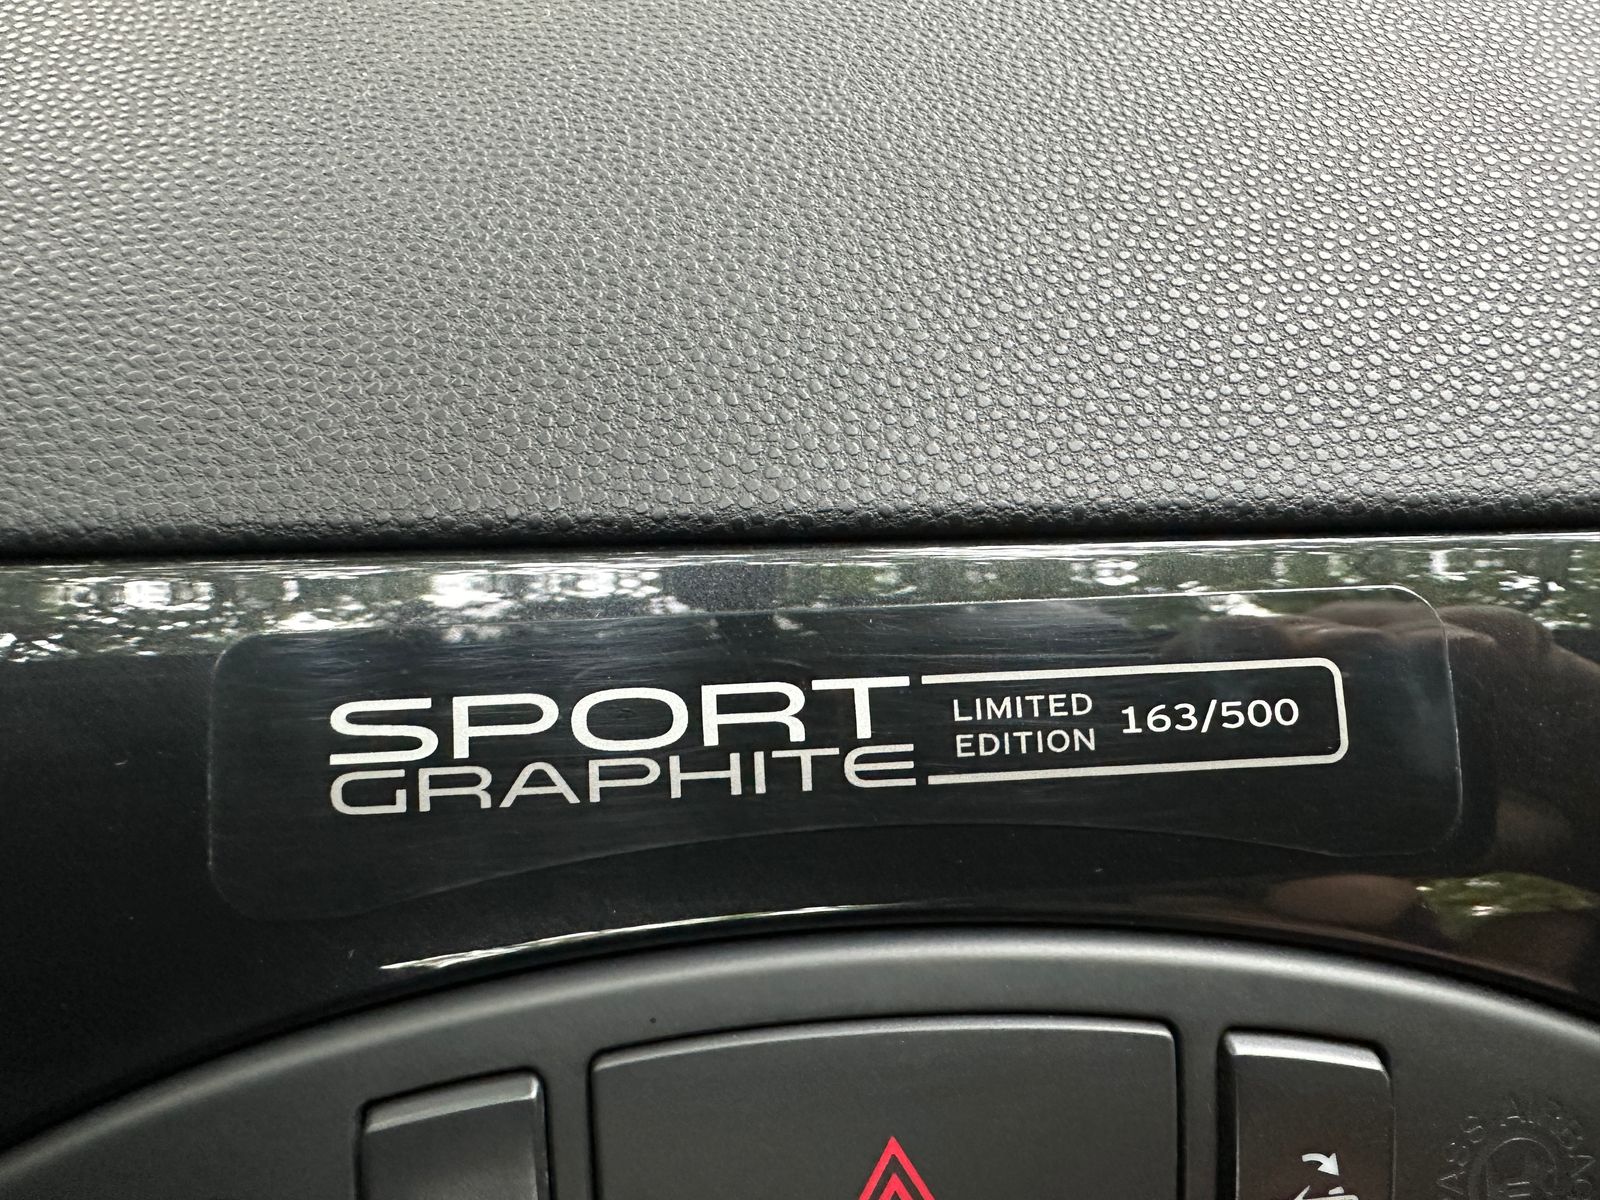 SPORT
GRAPHITE
LIMITED
EDITION
163/500